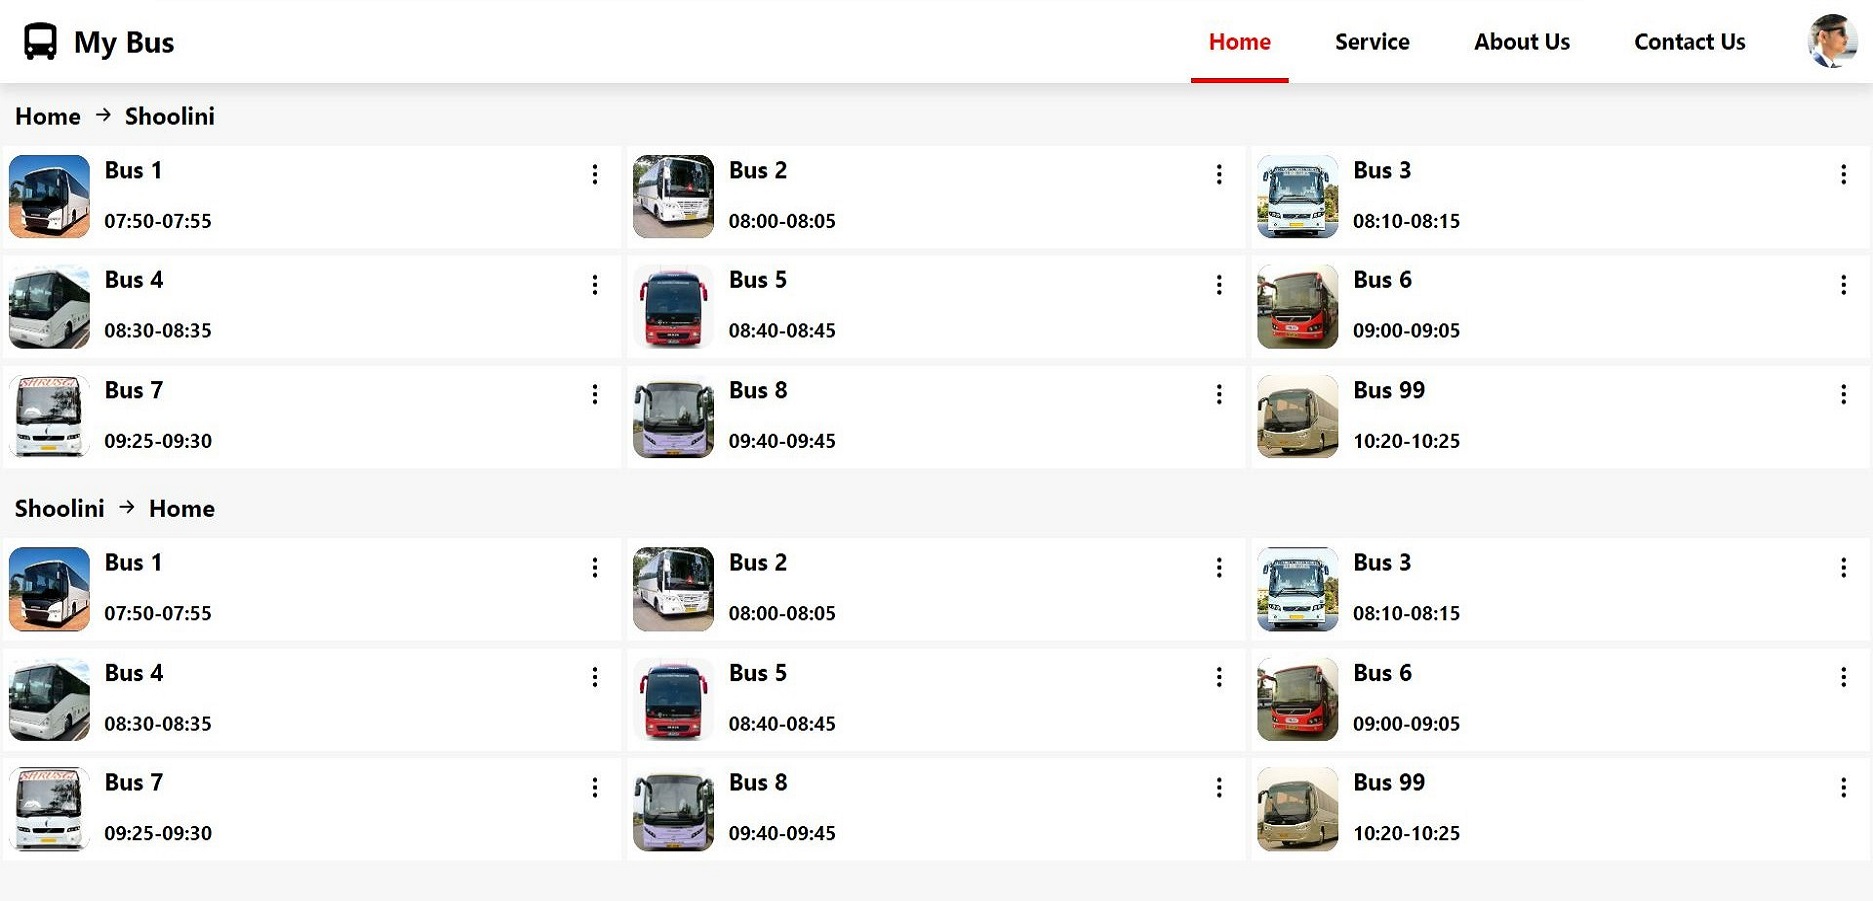 My Bus
Home Service About Us Contact Us
Home → Shoolini
Bus 1
07:50-07:55
Bus 2
08:00-08:05
Bus 3
08:10-08:15
Bus 4
08:30-08:35
Bus 5
08:40-08:45
Bus 6
09:00-09:05
Bus 7
09:25-09:30
Bus 8
09:40-09:45
Bus 99
10:20-10:25
Shoolini → Home
Bus 1
07:50-07:55
Bus 2
08:00-08:05
Bus 3
08:10-08:15
Bus 4
08:30-08:35
Bus 5
08:40-08:45
Bus 6
09:00-09:05
Bus 7
09:25-09:30
Bus 8
09:40-09:45
Bus 99
10:20-10:25